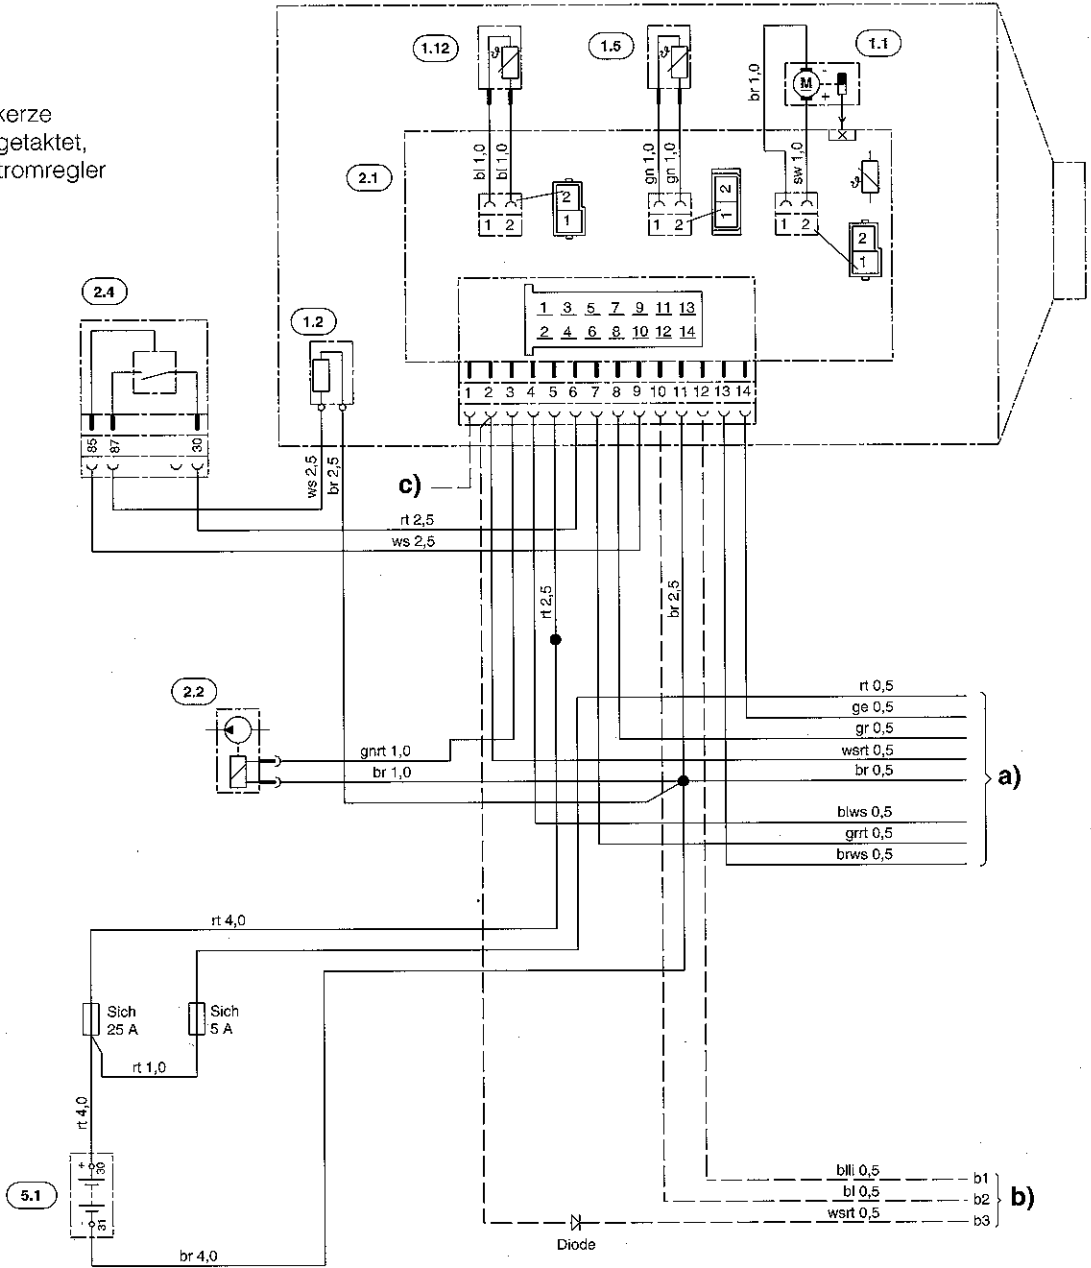 kerze
getaktet,
tromregler
1.12
1.5
1.1
br 1,0
M
-
+
bl 1,0
bl 1,0
gn 1,0
gn 1,0
sw 1,0
2.1
1 2
2
1
1 2
2
1
1 2
2
1
2.4
1.2
1 3 5 7 9 11 13
2 4 6 8 10 12 14
1 2 3 4 5 6 7 8 9 10 11 12 13 14
85 87 30
ws 2,5
br 2,5
c)
rt 2,5
ws 2,5
rt 2,5
br 2,5
2.2
rt 0,5
ge 0,5
gr 0,5
gnrt 1,0
wsrt 0,5
br 1,0
br 0,5
a)
blws 0,5
grrt 0,5
brws 0,5
rt 4,0
Sich
25 A
Sich
5 A
rt 1,0
rt 4,0
+ 30
5.1
- 31
blli 0,5 b1
bl 0,5 b2
b)
wsrt 0,5 b3
Diode
br 4,0